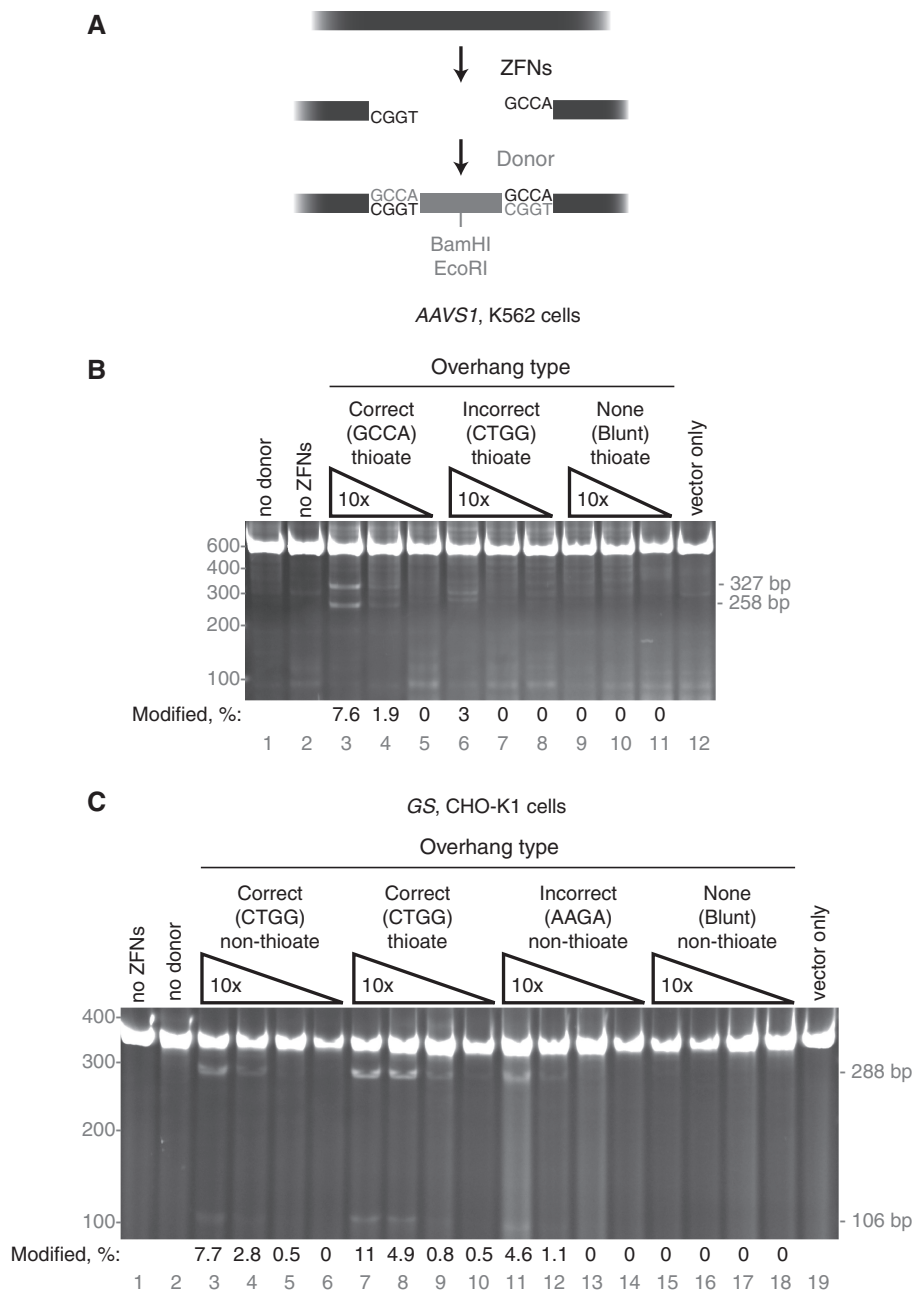 A
ZFNs
CGGT
GCCA
Donor
GCCA
CGGT
GCCA
CGGT
BamHI
EcoRI
AAVS1, K562 cells
B
Overhang type
no donor
no ZFNs
Correct
(GCCA)
thioate
Incorrect
(CTGG)
thioate
None
(Blunt)
thioate
vector only
10x
10x
10x
600-
400-
300-
200-
100-
- 327 bp
- 258 bp
Modified, %: 7.6 1.9 0 3 0 0 0 0 0
1 2 3 4 5 6 7 8 9 10 11 12
C
GS, CHO-K1 cells
Overhang type
no ZFNs
no donor
Correct
(CTGG)
non-thioate
Correct
(CTGG)
thioate
Incorrect
(AAGA)
non-thioate
None
(Blunt)
non-thioate
vector only
10x
10x
10x
10x
400-
300-
200-
100-
- 288 bp
- 106 bp
Modified, %: 7.7 2.8 0.5 0 11 4.9 0.8 0.5 4.6 1.1 0 0 0 0 0 0
1 2 3 4 5 6 7 8 9 10 11 12 13 14 15 16 17 18 19